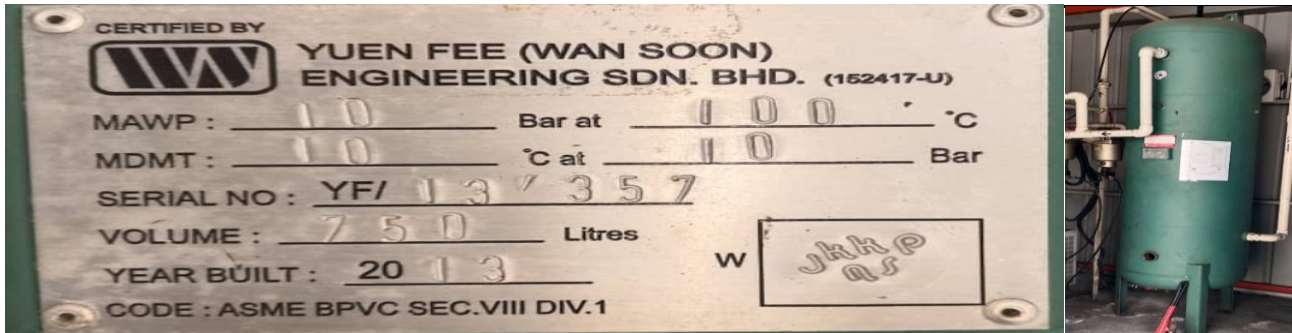 CERTIFIED BY
YUEN FEE (WAN SOON)
ENGINEERING SDN. BHD. (152417-U)
MAWP : 10 Bar at 100 °C
MDMT : 10 °C at 10 Bar
SERIAL NO : YF/ 13/357
VOLUME : 750 Litres
YEAR BUILT : 2013
W jkkp
CODE : ASME BPVC SEC.VIII DIV.1